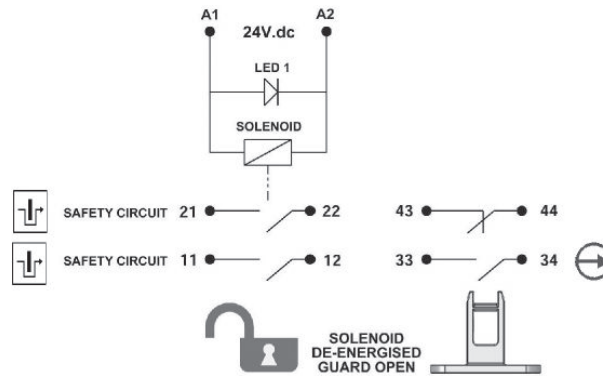 A1 A2
24V.dc
LED 1
SOLENOID
SAFETY CIRCUIT 21 22 43 44
SAFETY CIRCUIT 11 12 33 34
SOLENOID
DE-ENERGISED
GUARD OPEN